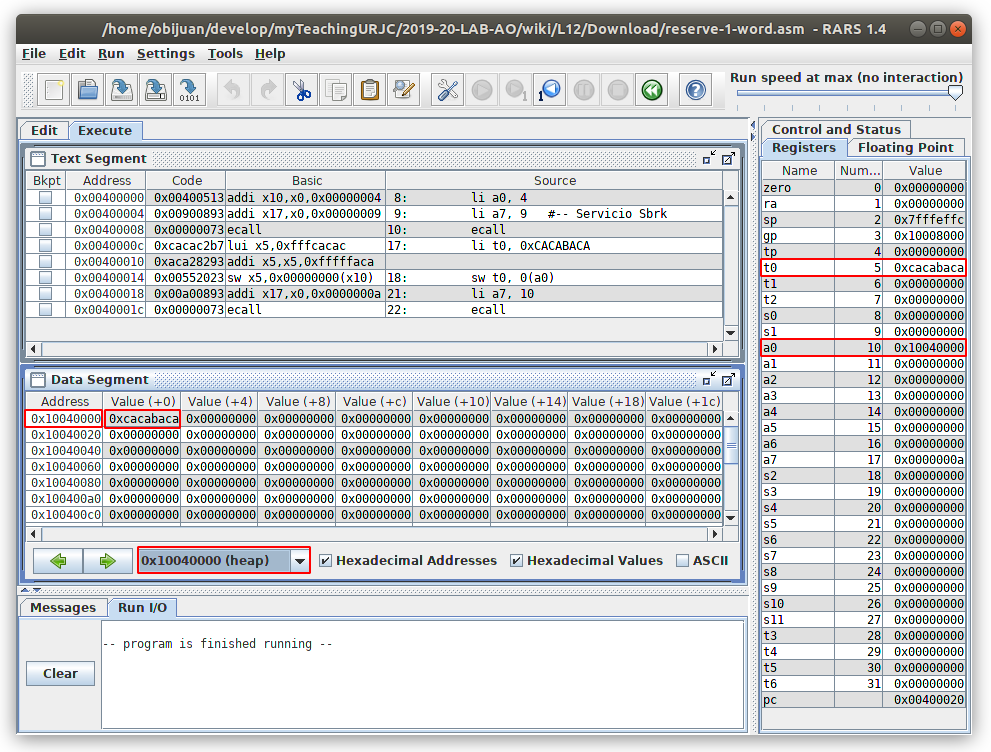 /home/obijuan/develop/myTeachingURJC/2019-20-LAB-AO/wiki/L12/Download/reserve-1-word.asm - RARS 1.4
File Edit Run Settings Tools Help
Run speed at max (no interaction)
Edit Execute
Text Segment
Bkpt Address Code Basic Source
0x00400000 0x00400513 addi x10,x0,0x00000004 8: li a0, 4
0x00400004 0x00900893 addi x17,x0,0x00000009 9: li a7, 9 #-- Servicio Sbrk
0x00400008 0x00000073 ecall 10: ecall
0x0040000c 0xcacac2b7 lui x5,0xfffcacac 17: li t0, 0xCACABACA
0x00400010 0xaca28293 addi x5,x5,0xfffffaca
0x00400014 0x00552023 sw x5,0x00000000(x10) 18: sw t0, 0(a0)
0x00400018 0x00a00893 addi x17,x0,0x0000000a 21: li a7, 10
0x0040001c 0x00000073 ecall 22: ecall
Data Segment
Address Value (+0) Value (+4) Value (+8) Value (+c) Value (+10) Value (+14) Value (+18) Value (+1c)
0x10040000 0xcacabaca 0x00000000 0x00000000 0x00000000 0x00000000 0x00000000 0x00000000 0x00000000
0x10040020 0x00000000 0x00000000 0x00000000 0x00000000 0x00000000 0x00000000 0x00000000 0x00000000
0x10040040 0x00000000 0x00000000 0x00000000 0x00000000 0x00000000 0x00000000 0x00000000 0x00000000
0x10040060 0x00000000 0x00000000 0x00000000 0x00000000 0x00000000 0x00000000 0x00000000 0x00000000
0x10040080 0x00000000 0x00000000 0x00000000 0x00000000 0x00000000 0x00000000 0x00000000 0x00000000
0x100400a0 0x00000000 0x00000000 0x00000000 0x00000000 0x00000000 0x00000000 0x00000000 0x00000000
0x100400c0 0x00000000 0x00000000 0x00000000 0x00000000 0x00000000 0x00000000 0x00000000 0x00000000
0x10040000 (heap) Hexadecimal Addresses Hexadecimal Values ASCII
Messages Run I/O
-- program is finished running --
Clear
Control and Status
Registers Floating Point
Name Num... Value
zero 0 0x00000000
ra 1 0x00000000
sp 2 0x7fffeffc
gp 3 0x10008000
tp 4 0x00000000
t0 5 0xcacabaca
t1 6 0x00000000
t2 7 0x00000000
s0 8 0x00000000
s1 9 0x00000000
a0 10 0x10040000
a1 11 0x00000000
a2 12 0x00000000
a3 13 0x00000000
a4 14 0x00000000
a5 15 0x00000000
a6 16 0x00000000
a7 17 0x0000000a
s2 18 0x00000000
s3 19 0x00000000
s4 20 0x00000000
s5 21 0x00000000
s6 22 0x00000000
s7 23 0x00000000
s8 24 0x00000000
s9 25 0x00000000
s10 26 0x00000000
s11 27 0x00000000
t3 28 0x00000000
t4 29 0x00000000
t5 30 0x00000000
t6 31 0x00000000
pc 0x00400020